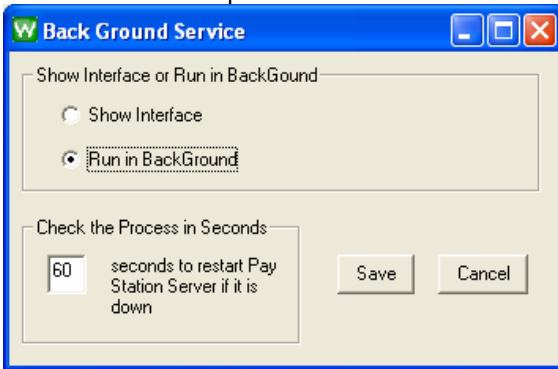 W Back Ground Service
Show Interface or Run in BackGound
Show Interface
Run in BackGround
Check the Process in Seconds
60
seconds to restart Pay
Station Server if it is
down
Save
Cancel